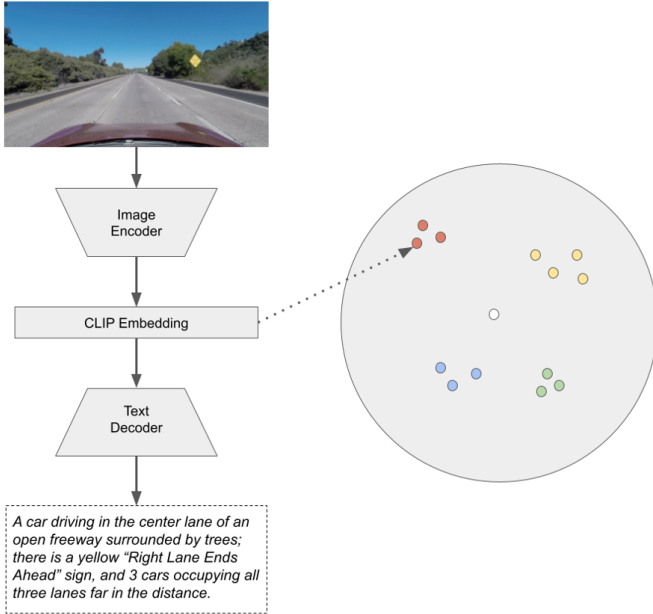 Image
Encoder
CLIP Embedding
Text
Decoder
A car driving in the center lane of an
open freeway surrounded by trees;
there is a yellow “Right Lane Ends
Ahead” sign, and 3 cars occupying all
three lanes far in the distance.